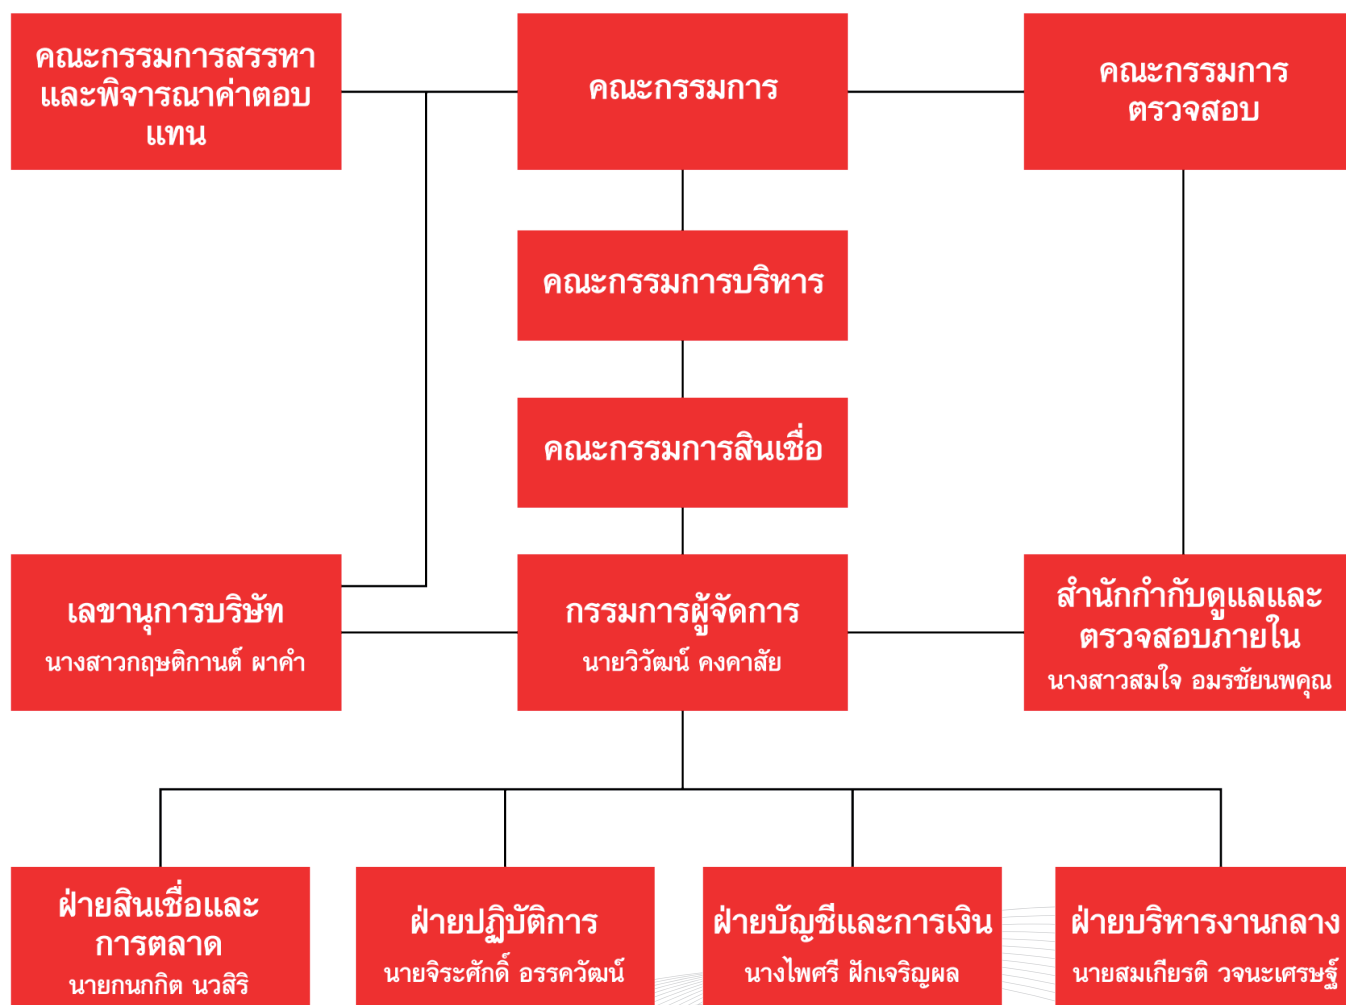 คณะกรรมการสรรหา
และพิจารณาค่าตอบ
แทน
คณะกรรมการ
คณะกรรมการ
ตรวจสอบ
คณะกรรมการบริหาร
คณะกรรมการสินเชื่อ
เลขานุการบริษัท
นางสาวกฤษติกานต์ ผาคำ
กรรมการผู้จัดการ
นายวิวัฒน์ คงคาสัย
สำนักกำกับดูแลและ
ตรวจสอบภายใน
นางสาวสมใจ อมรชัยนพคุณ
ฝ่ายสินเชื่อและ
การตลาด
นายกนกกิต นวสิริ
ฝ่ายปฏิบัติการ
นายจิระศักดิ์ อรรควัฒน์
ฝ่ายบัญชีและการเงิน
นางไพศรี ฝักเจริญผล
ฝ่ายบริหารงานกลาง
นายสมเกียรติ วจนะเศรษฐ์